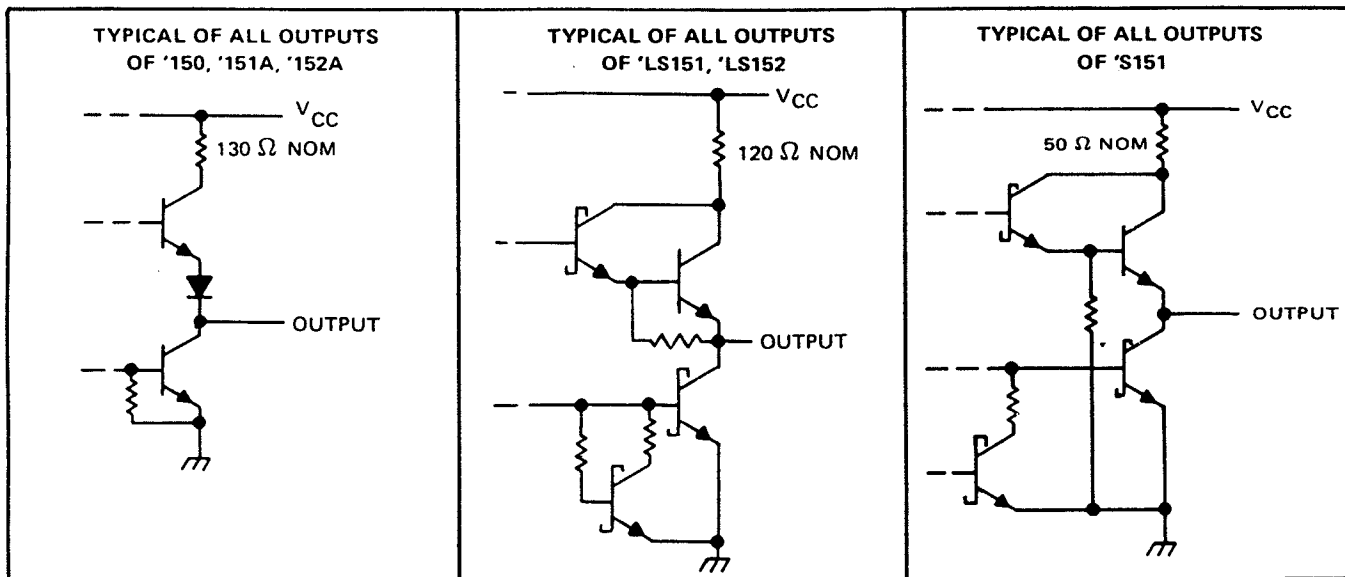 TYPICAL OF ALL OUTPUTS
OF '150, '151A, '152A
VCC
130 Ω NOM
OUTPUT
TYPICAL OF ALL OUTPUTS
OF 'LS151, 'LS152
VCC
120 Ω NOM
OUTPUT
TYPICAL OF ALL OUTPUTS
OF 'S151
VCC
50 Ω NOM
OUTPUT